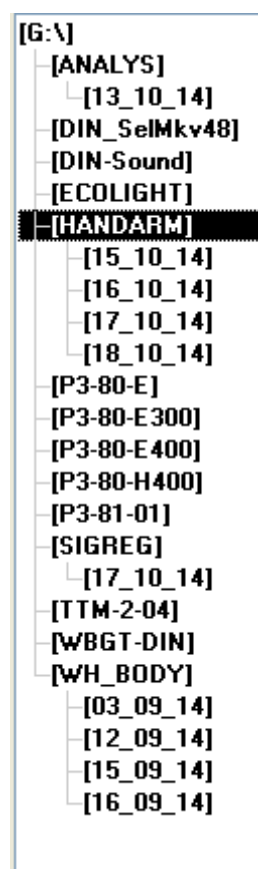 [G:\]
[ANALYS]
[13_10_14]
[DIN_SelMkv48]
[DIN-Sound]
[ECOLIGHT]
[HANDARM]
[15_10_14]
[16_10_14]
[17_10_14]
[18_10_14]
[P3-80-E]
[P3-80-E300]
[P3-80-E400]
[P3-80-H400]
[P3-81-01]
[SIGREG]
[17_10_14]
[TTM-2-04]
[WBGT-DIN]
[WH_BODY]
[03_09_14]
[12_09_14]
[15_09_14]
[16_09_14]